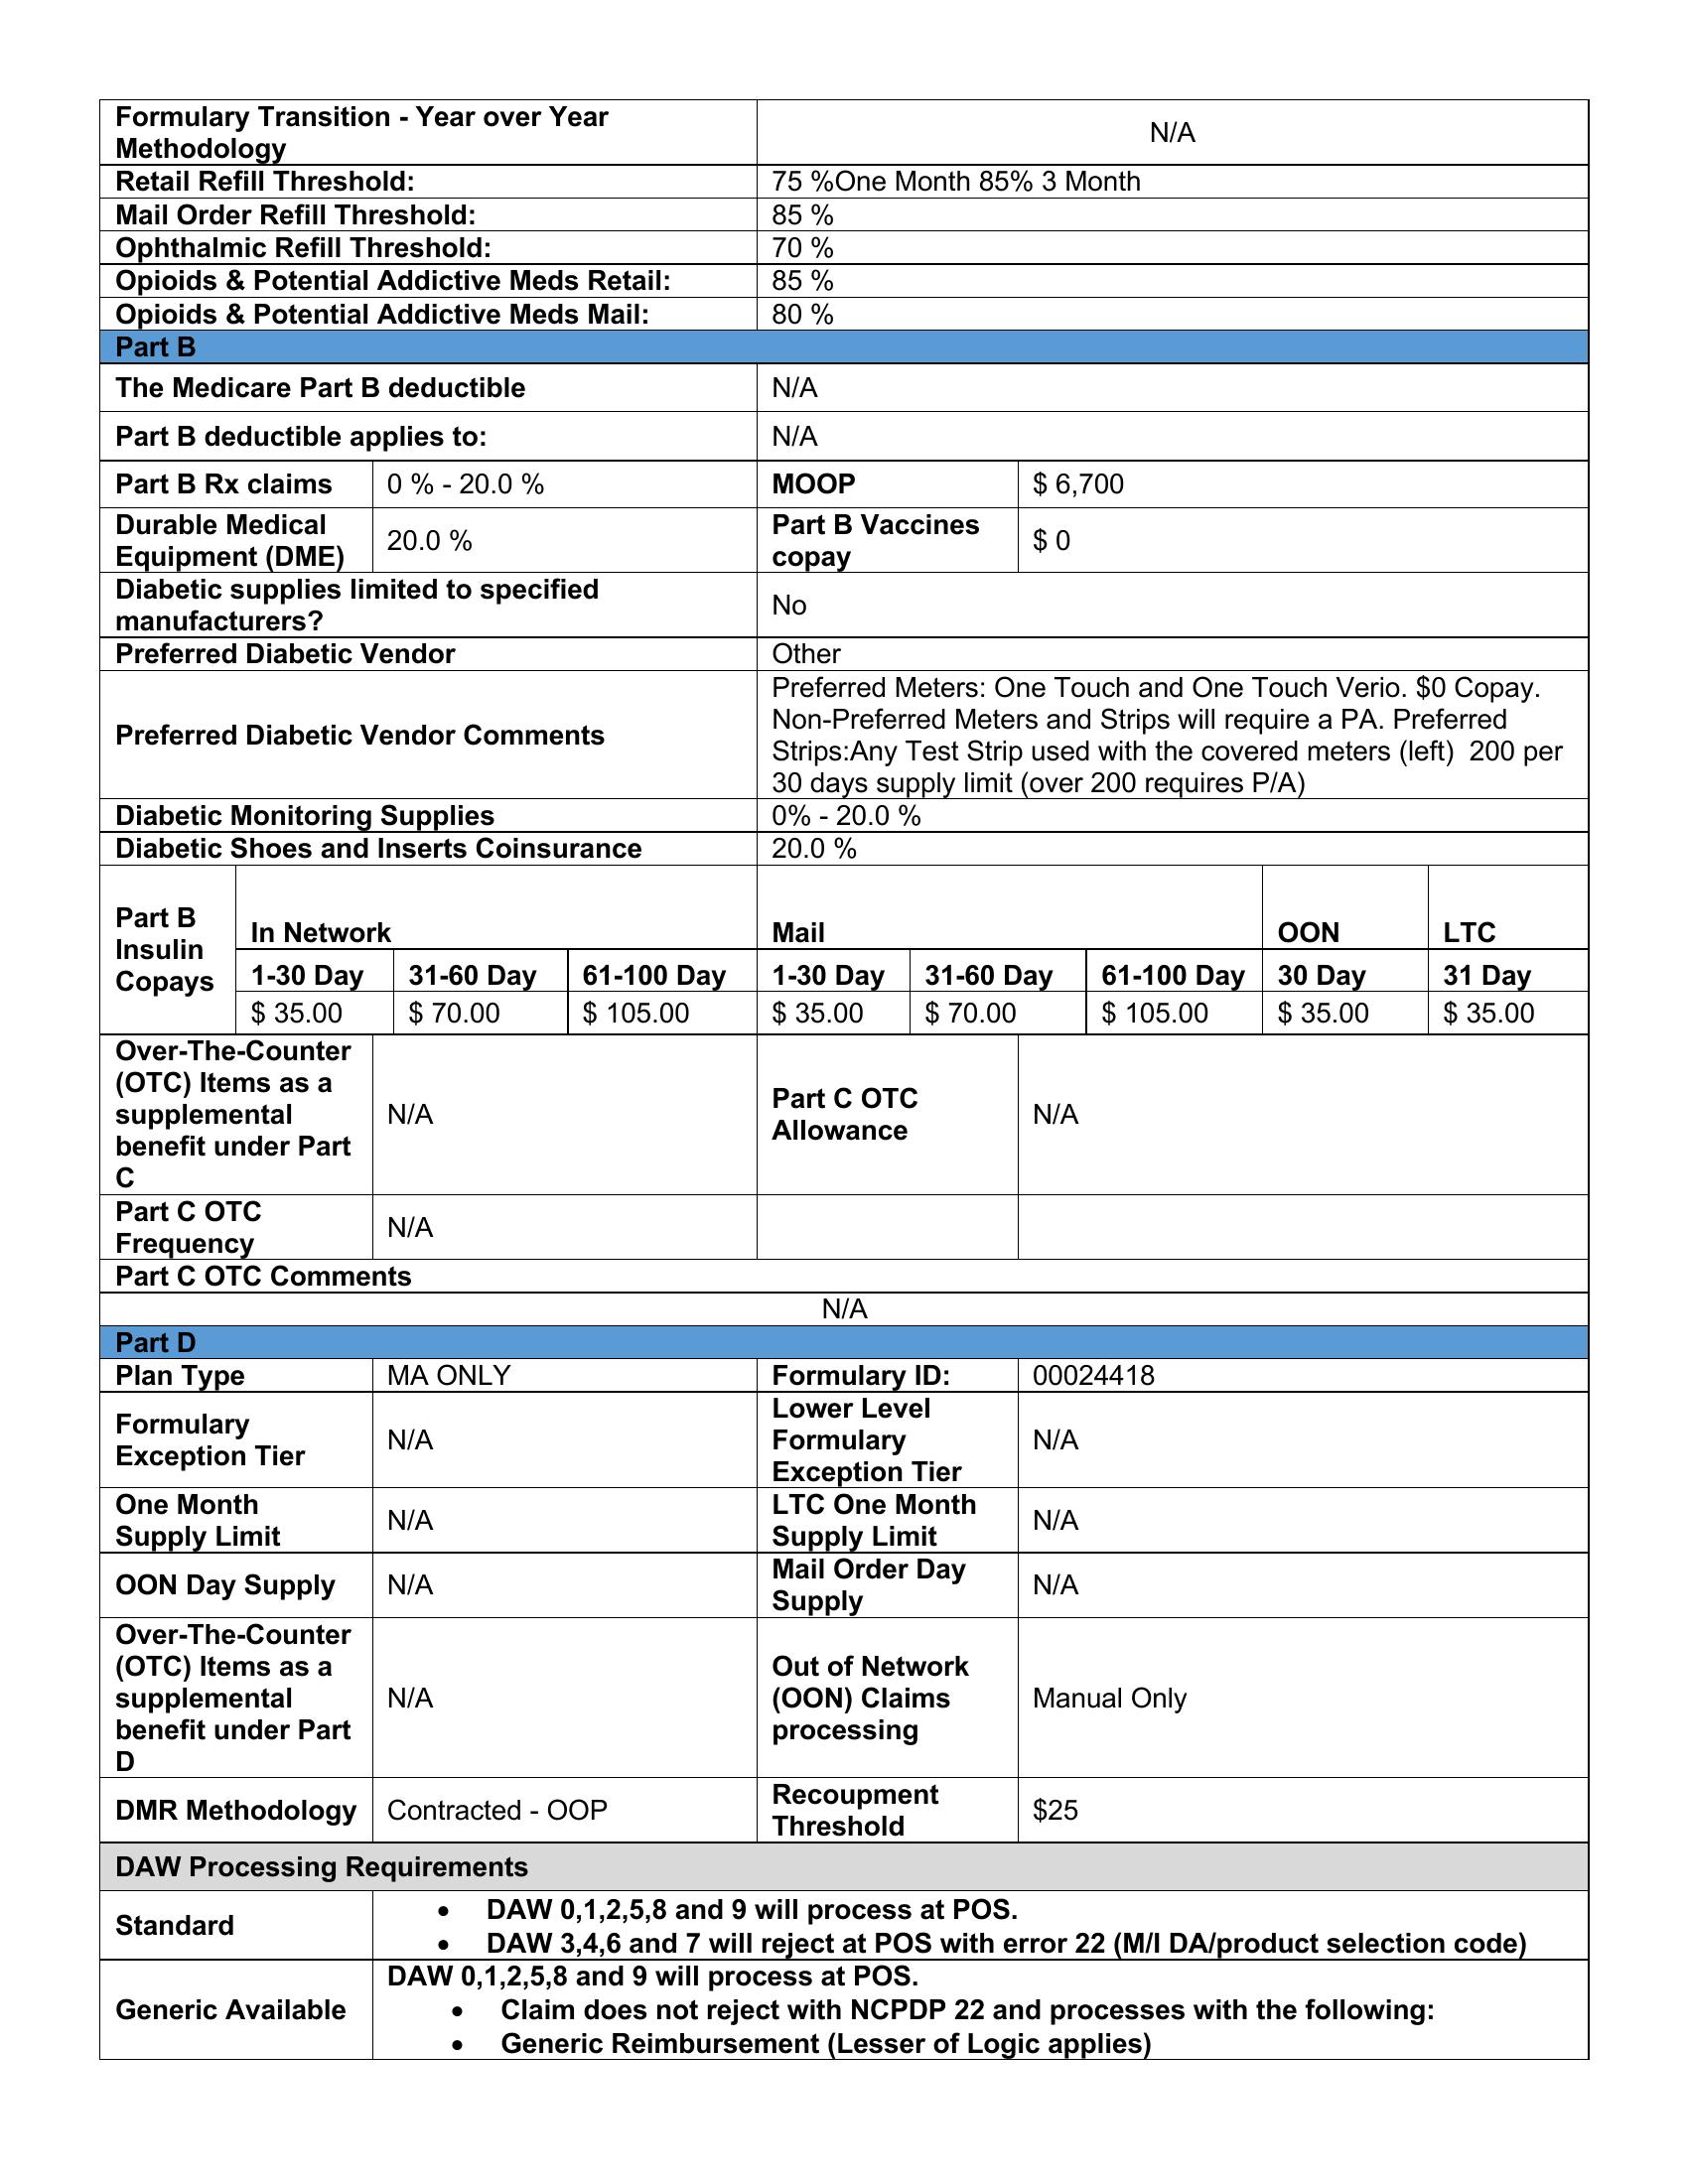 Formulary Transition - Year over Year
Methodology
N/A
Retail Refill Threshold:
75 %One Month 85% 3 Month
Mail Order Refill Threshold:
85 %
Ophthalmic Refill Threshold:
70 %
Opioids & Potential Addictive Meds Retail:
85 %
Opioids & Potential Addictive Meds Mail:
80 %
Part B
The Medicare Part B deductible
N/A
Part B deductible applies to:
N/A
Part B Rx claims
0 % - 20.0 %
MOOP
$ 6,700
Durable Medical
Equipment (DME)
20.0 %
Part B Vaccines
copay
$ 0
Diabetic supplies limited to specified
manufacturers?
No
Preferred Diabetic Vendor
Other
Preferred Diabetic Vendor Comments
Preferred Meters: One Touch and One Touch Verio. $0 Copay.
Non-Preferred Meters and Strips will require a PA. Preferred
Strips:Any Test Strip used with the covered meters (left)  200 per
30 days supply limit (over 200 requires P/A)
Diabetic Monitoring Supplies
0% - 20.0 %
Diabetic Shoes and Inserts Coinsurance
20.0 %
Part B
Insulin
Copays
In Network
Mail
OON
LTC
1-30 Day
31-60 Day
61-100 Day
1-30 Day
31-60 Day
61-100 Day
30 Day
31 Day
$ 35.00
$ 70.00
$ 105.00
$ 35.00
$ 70.00
$ 105.00
$ 35.00
$ 35.00
Over-The-Counter
(OTC) Items as a
supplemental
benefit under Part
C
N/A
Part C OTC
Allowance
N/A
Part C OTC
Frequency
N/A
Part C OTC Comments
N/A
Part D
Plan Type
MA ONLY
Formulary ID:
00024418
Formulary
Exception Tier
N/A
Lower Level
Formulary
Exception Tier
N/A
One Month
Supply Limit
N/A
LTC One Month
Supply Limit
N/A
OON Day Supply
N/A
Mail Order Day
Supply
N/A
Over-The-Counter
(OTC) Items as a
supplemental
benefit under Part
D
N/A
Out of Network
(OON) Claims
processing
Manual Only
DMR Methodology
Contracted - OOP
Recoupment
Threshold
$25
DAW Processing Requirements
Standard
• DAW 0,1,2,5,8 and 9 will process at POS.
• DAW 3,4,6 and 7 will reject at POS with error 22 (M/I DA/product selection code)
Generic Available
DAW 0,1,2,5,8 and 9 will process at POS.
• Claim does not reject with NCPDP 22 and processes with the following:
• Generic Reimbursement (Lesser of Logic applies)